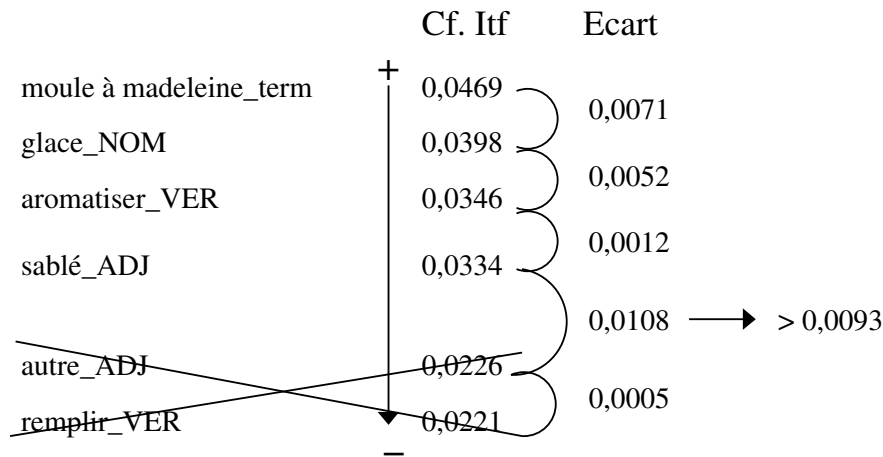 Cf. Itf Ecart
+
moule à madeleine_term 0,0469
0,0071
glace_NOM 0,0398
0,0052
aromatiser_VER 0,0346
0,0012
sablé_ADJ 0,0334
0,0108 > 0,0093
autre_ADJ 0,0226
0,0005
remplir_VER 0,0221
−